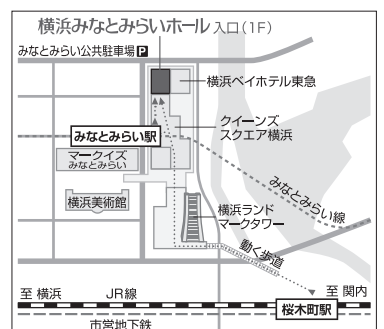 横浜みなとみらいホール 入口(1F)
みなとみらい公共駐車場 P
横浜ベイホテル東急
クイーンズ
スクエア横浜
みなとみらい駅
マークイズ
みなとみらい
みなとみらい線
横浜美術館
横浜ランド
マークタワー
動く歩道
至 横浜
JR線
至 関内
桜木町駅
市営地下鉄